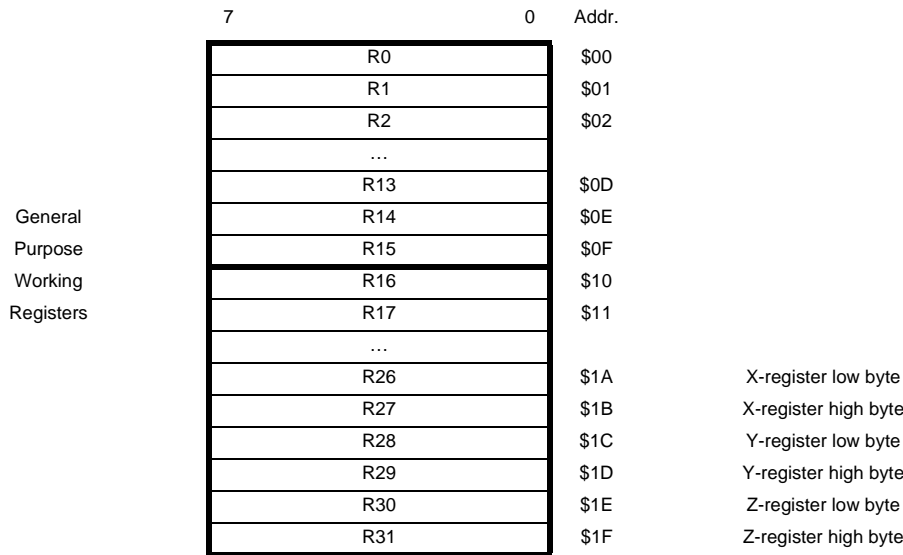 7 0 Addr.
R0 $00
R1 $01
R2 $02
…
R13 $0D
General R14 $0E
Purpose R15 $0F
Working R16 $10
Registers R17 $11
…
R26 $1A X-register low byte
R27 $1B X-register high byte
R28 $1C Y-register low byte
R29 $1D Y-register high byte
R30 $1E Z-register low byte
R31 $1F Z-register high byte